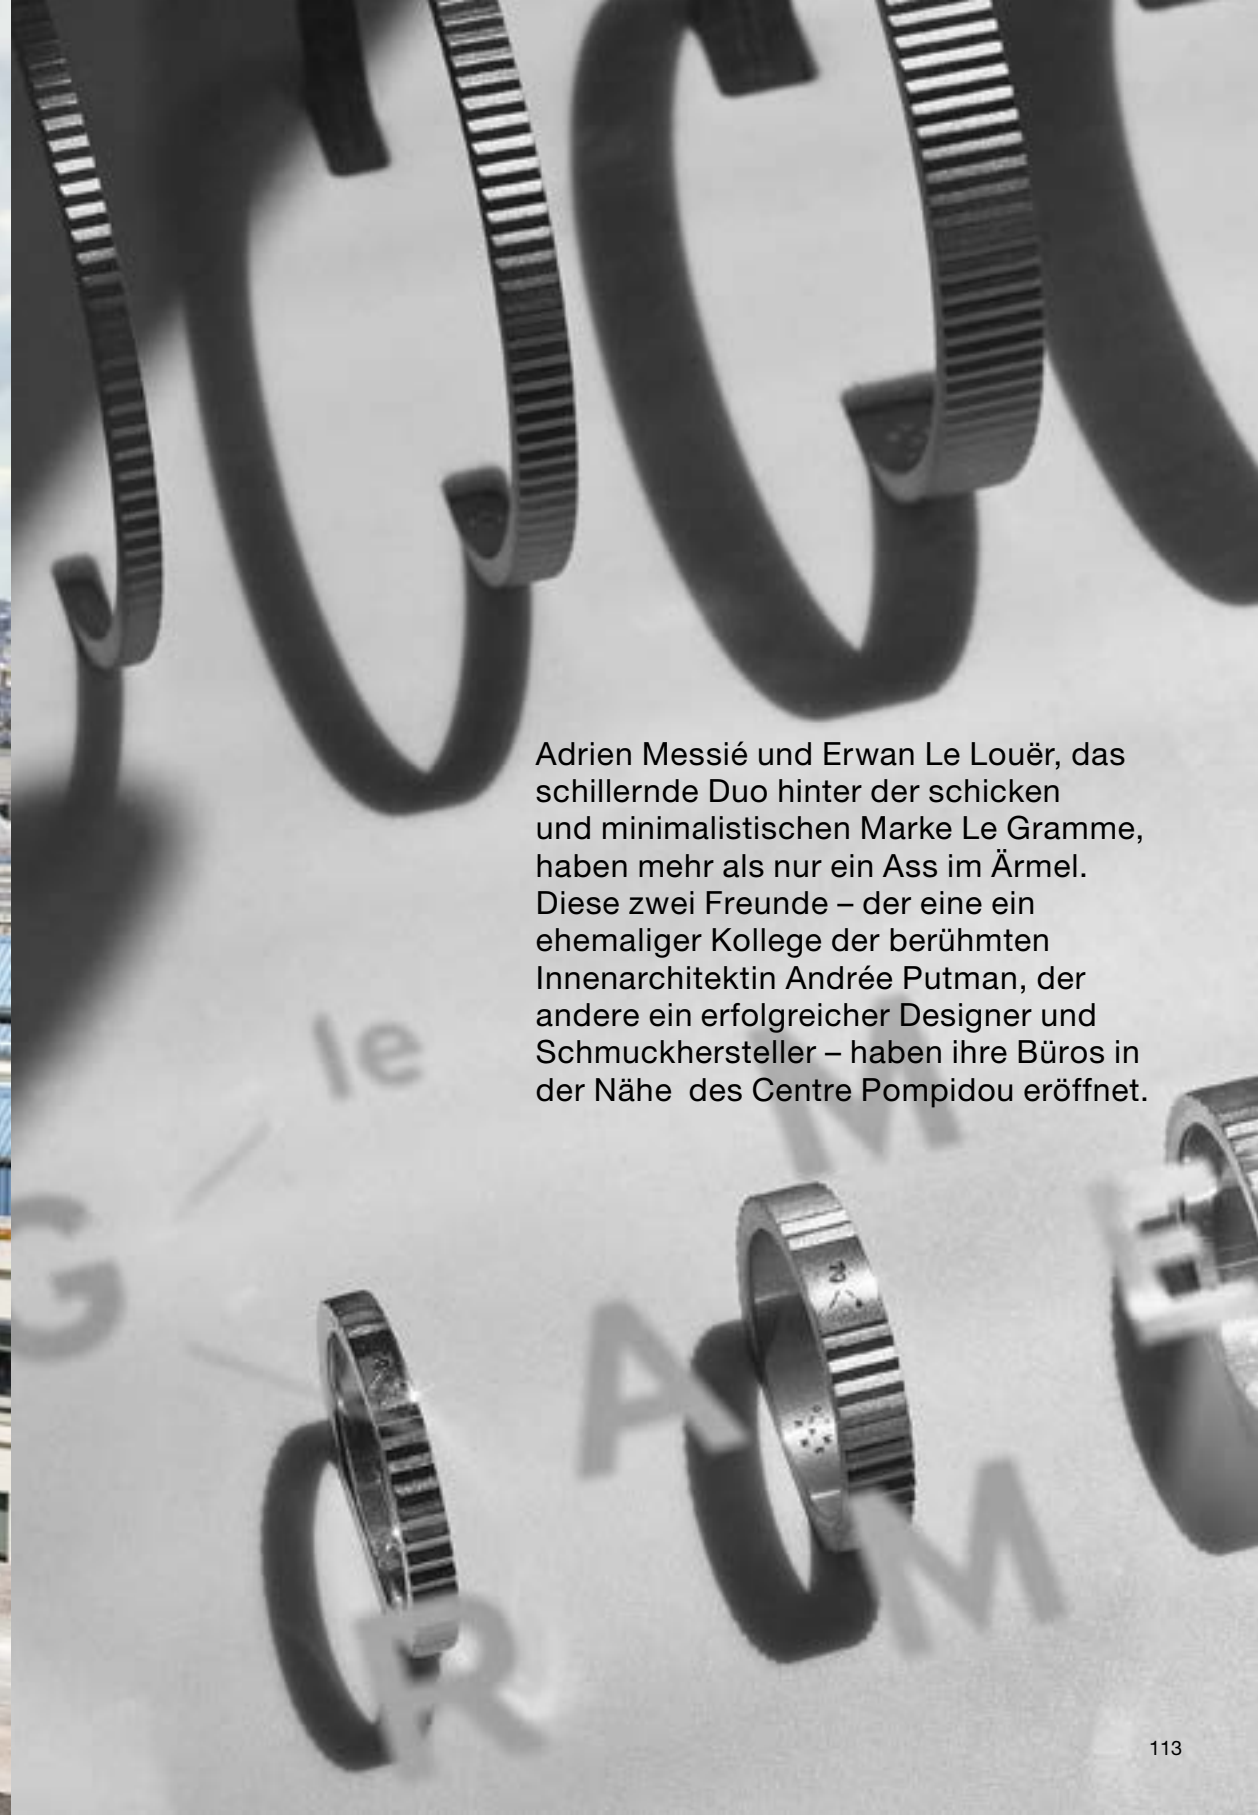 Adrien Messié und Erwan Le Louër, das
schillernde Duo hinter der schicken
und minimalistischen Marke Le Gramme,
haben mehr als nur ein Ass im Ärmel.
Diese zwei Freunde – der eine ein
ehemaliger Kollege der berühmten
Innenarchitektin Andrée Putman, der
andere ein erfolgreicher Designer und
Schmuckhersteller – haben ihre Büros in
der Nähe  des Centre Pompidou eröffnet.
le
G R A M M E
113